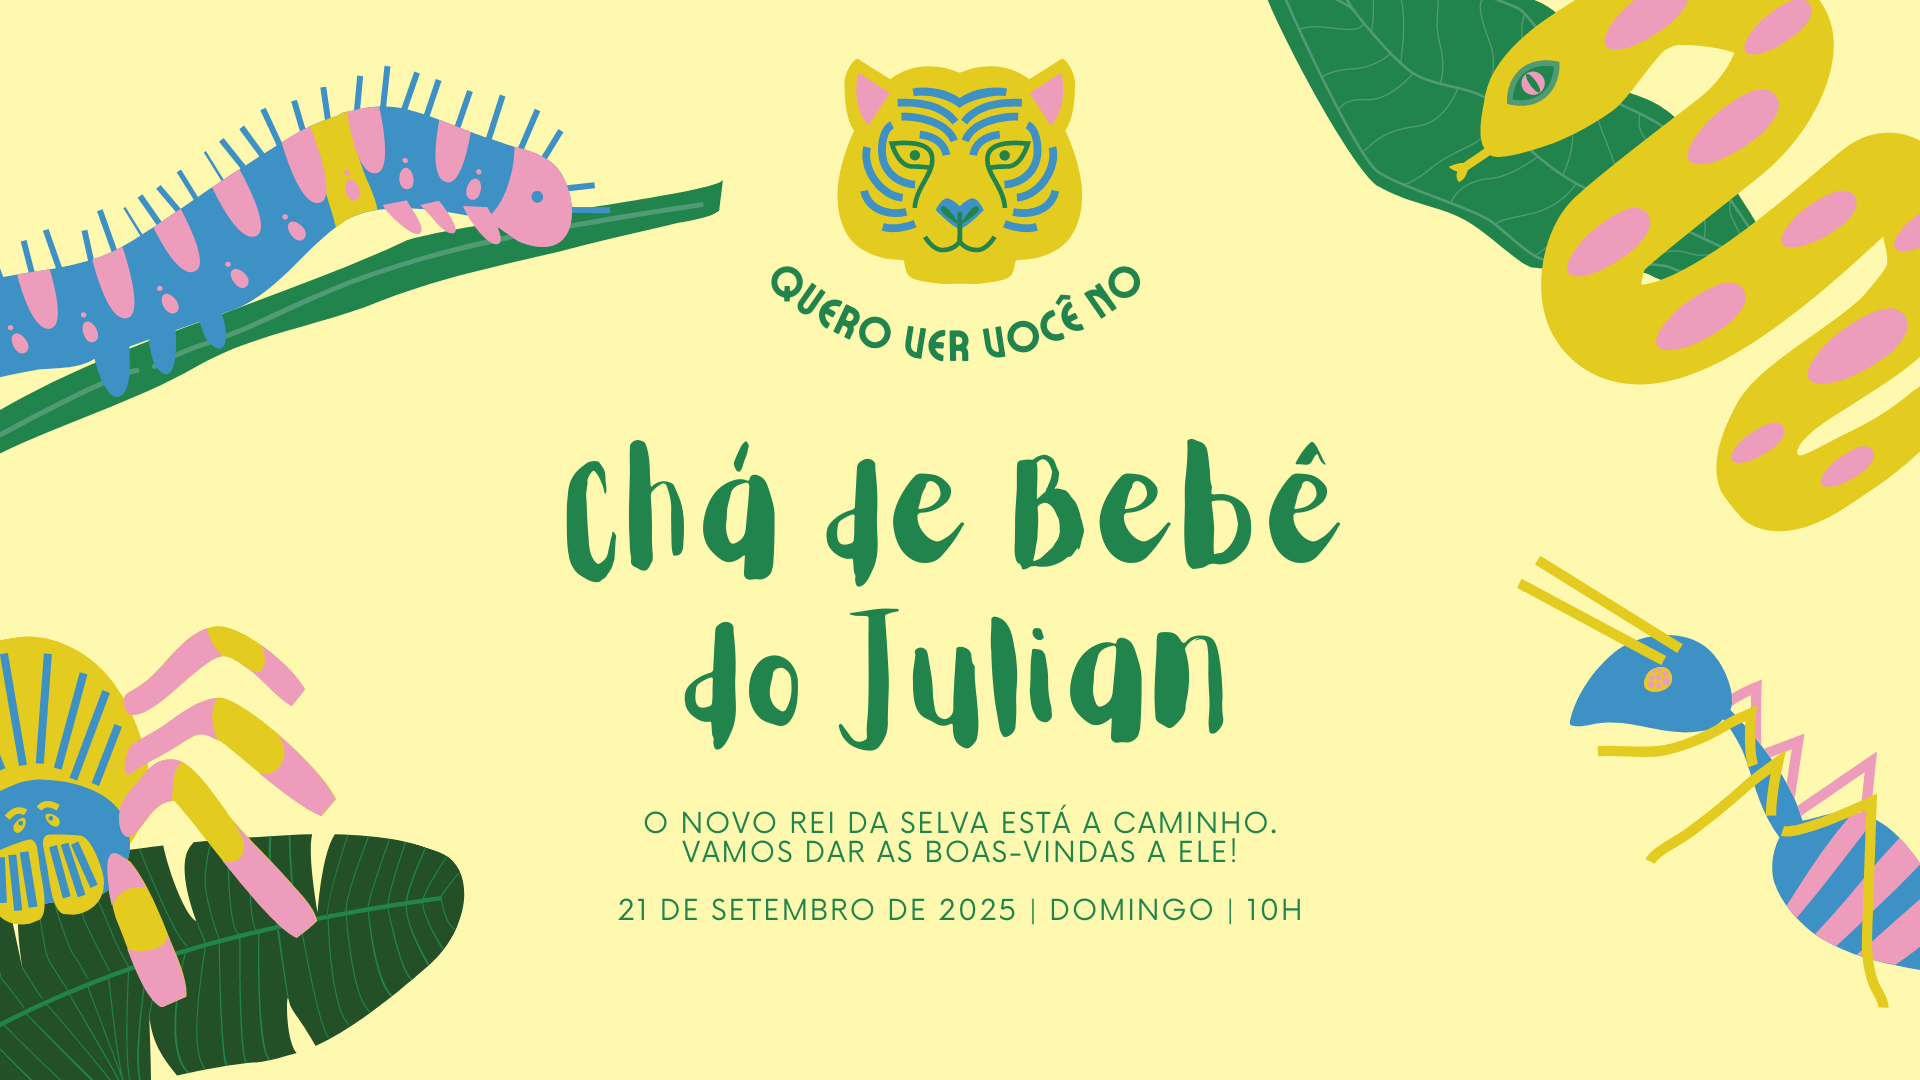 QUERO VER VOCÊ NO
Chá de Bebê
do Julian
O NOVO REI DA SELVA ESTÁ A CAMINHO.
VAMOS DAR AS BOAS-VINDAS A ELE!
21 DE SETEMBRO DE 2025 | DOMINGO | 10H